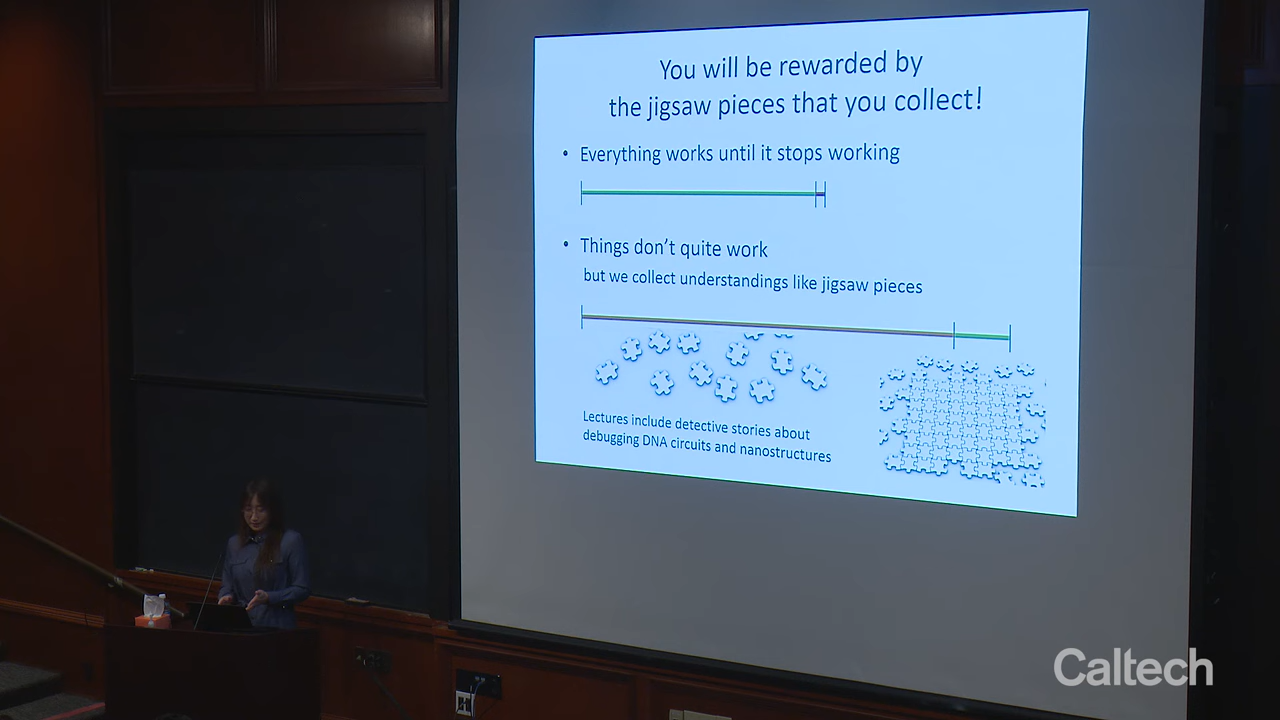 You will be rewarded by
the jigsaw pieces that you collect!
• Everything works until it stops working
• Things don't quite work
but we collect understandings like jigsaw pieces
Lectures include detective stories about
debugging DNA circuits and nanostructures
Caltech